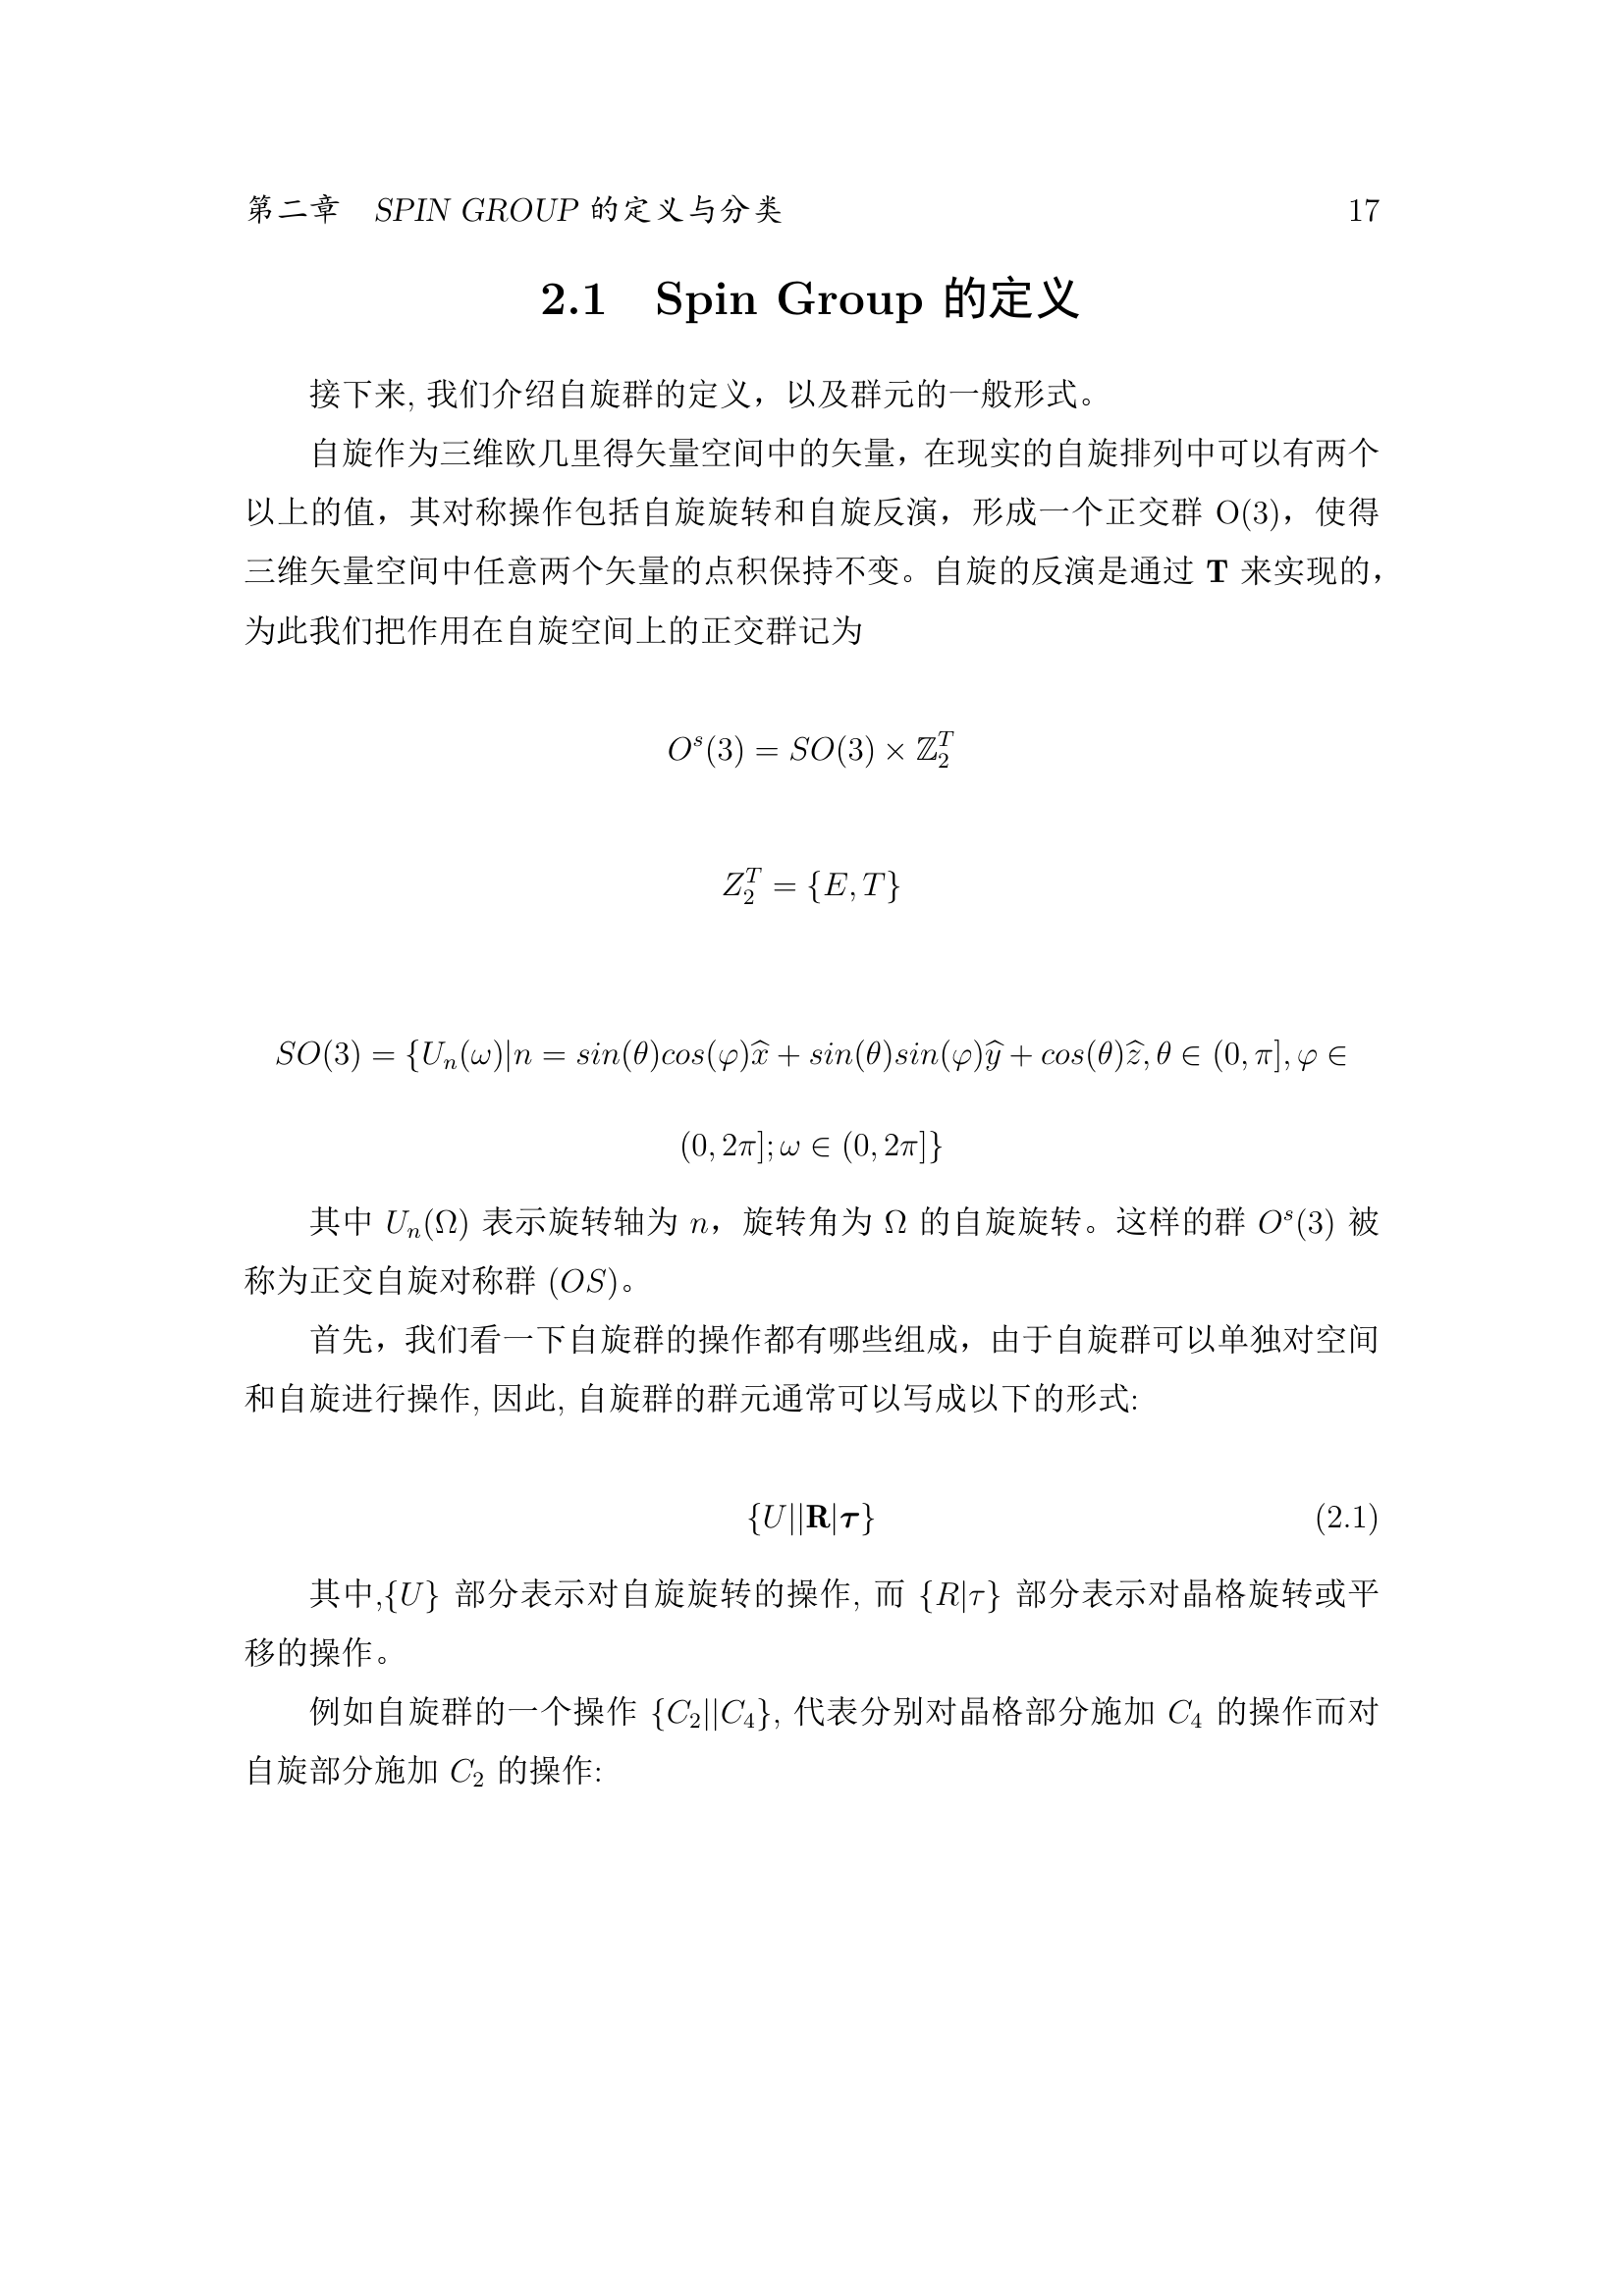 第二章 SPIN GROUP 的定义与分类 17
2.1 Spin Group 的定义
接下来, 我们介绍自旋群的定义，以及群元的一般形式。
自旋作为三维欧几里得矢量空间中的矢量，在现实的自旋排列中可以有两个
以上的值，其对称操作包括自旋旋转和自旋反演，形成一个正交群 O(3)，使得
三维矢量空间中任意两个矢量的点积保持不变。自旋的反演是通过 T 来实现的，
为此我们把作用在自旋空间上的正交群记为
$O^s(3) = SO(3) \times \mathbb{Z}_2^T$
$Z_2^T = \{E, T\}$
$SO(3) = \{U_n(\omega)|n = sin(\theta)cos(\varphi)\widehat{x} + sin(\theta)sin(\varphi)\widehat{y} + cos(\theta)\widehat{z}, \theta \in (0, \pi], \varphi \in$
$(0, 2\pi]; \omega \in (0, 2\pi]\}$
其中 $U_n(\Omega)$ 表示旋转轴为 $n$，旋转角为 $\Omega$ 的自旋旋转。这样的群 $O^s(3)$ 被
称为正交自旋对称群 $(OS)$。
首先，我们看一下自旋群的操作都有哪些组成，由于自旋群可以单独对空间
和自旋进行操作, 因此, 自旋群的群元通常可以写成以下的形式:
$\{U||\mathbf{R}|\boldsymbol{\tau}\}$ (2.1)
其中,$\{U\}$ 部分表示对自旋旋转的操作, 而 $\{R|\tau\}$ 部分表示对晶格旋转或平
移的操作。
例如自旋群的一个操作 $\{C_2||C_4\}$, 代表分别对晶格部分施加 $C_4$ 的操作而对
自旋部分施加 $C_2$ 的操作: